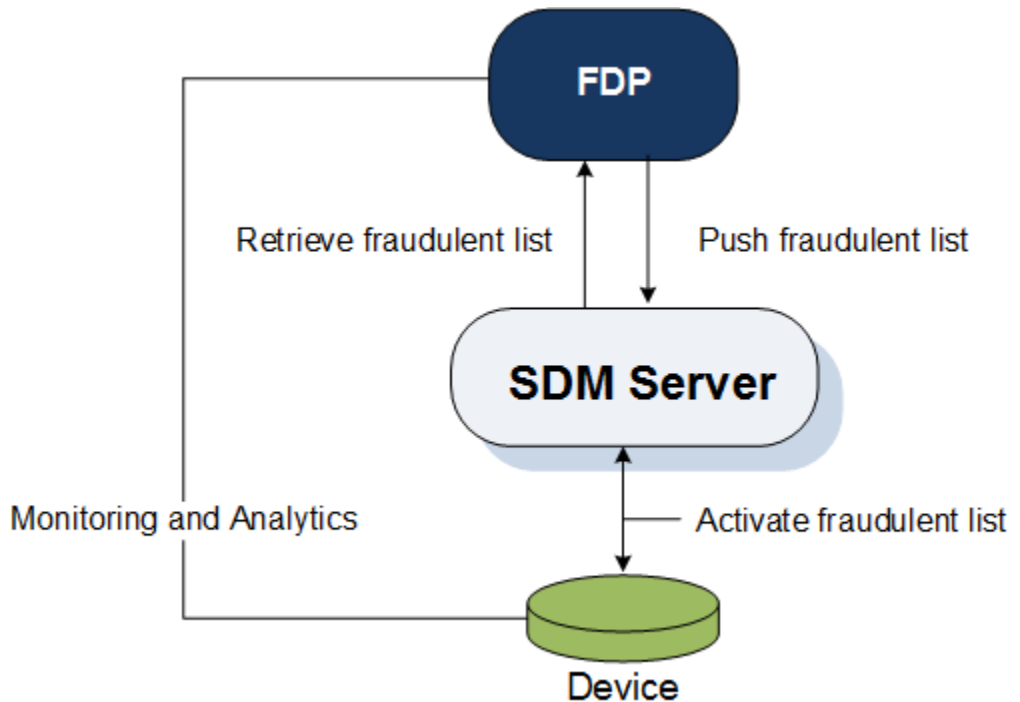 FDP
Retrieve fraudulent list
Push fraudulent list
SDM Server
Monitoring and Analytics
Activate fraudulent list
Device